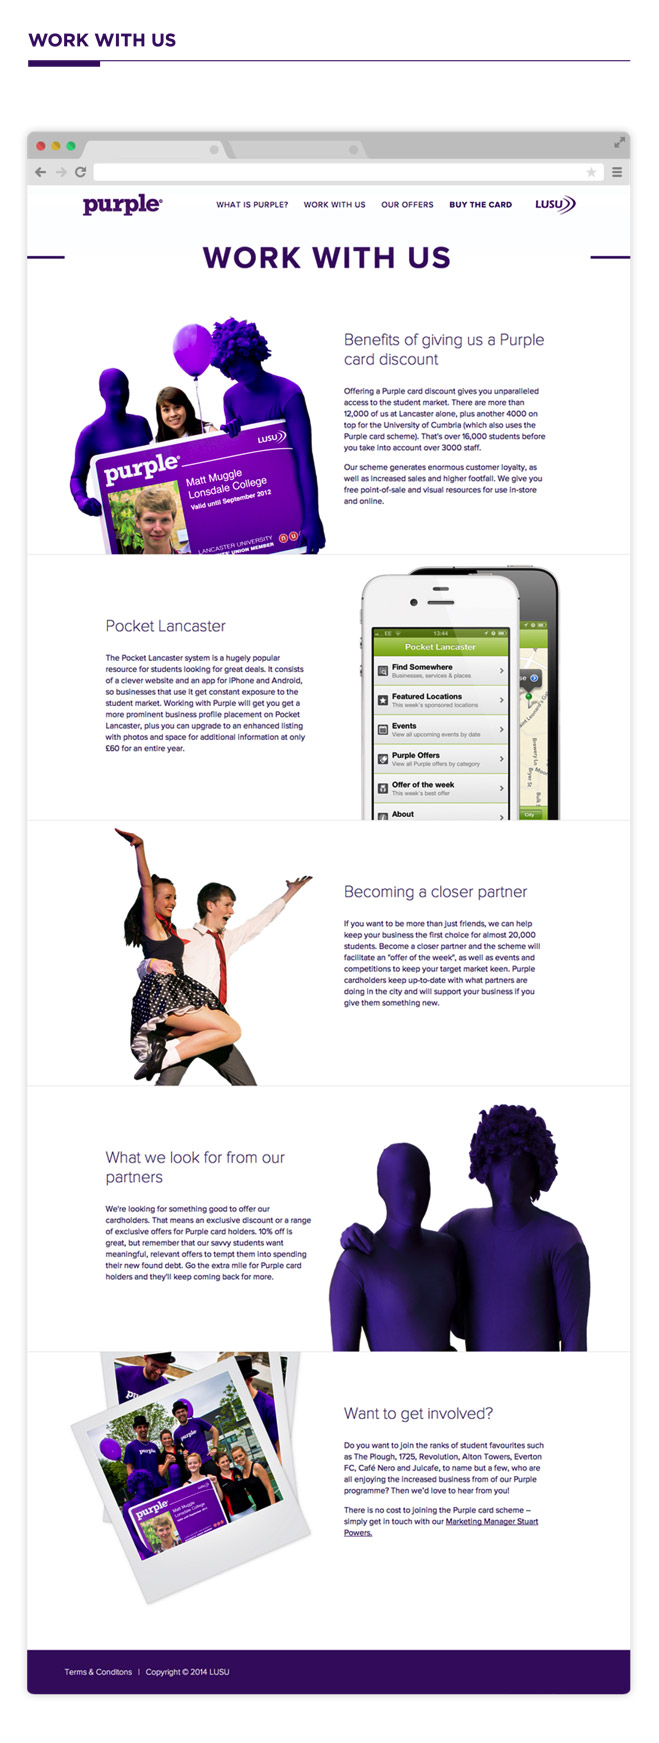 WORK WITH US
purple
WHAT IS PURPLE?
WORK WITH US
OUR OFFERS
BUY THE CARD
LUSU
WORK WITH US
LUSU
purple
Matt Muggle
Lonsdale College
Valid until September 2012
LANCASTER UNIVERSITY
UNION MEMBER
Benefits of giving us a Purple
card discount
Offering a Purple card discount gives you unparalleled
access to the student market. There are more than
12,000 of us at Lancaster alone, plus another 4000 on
top for the University of Cumbria (which also uses the
Purple card scheme). That's over 16,000 students before
you take into account over 3000 staff.
Our scheme generates enormous customer loyalty, as
well as increased sales and higher footfall. We give you
free point-of-sale and visual resources for use in-store
and online.
Pocket Lancaster
The Pocket Lancaster system is a hugely popular
resource for students looking for great deals. It consists
of a clever website and an app for iPhone and Android,
so businesses that use it get constant exposure to the
student market. Working with Purple will get you get a
more prominent business profile placement on Pocket
Lancaster, plus you can upgrade to an enhanced listing
with photos and space for additional information at only
£60 for an entire year.
EE 13:44
Pocket Lancaster
Find Somewhere
Businesses, services & places
Featured Locations
This week's sponsored locations
Events
View all upcoming events by date
Purple Offers
View all Purple offers by category
Offer of the week
This week's best offer
About
City
Becoming a closer partner
If you want to be more than just friends, we can help
keep your business the first choice for almost 20,000
students. Become a closer partner and the scheme will
facilitate an "offer of the week", as well as events and
competitions to keep your target market keen. Purple
cardholders keep up-to-date with what partners are
doing in the city and will support your business if you
give them something new.
What we look for from our
partners
We're looking for something good to offer our
cardholders. That means an exclusive discount or a range
of exclusive offers for Purple card holders. 10% off is
great, but remember that our savvy students want
meaningful, relevant offers to tempt them into spending
their new found debt. Go the extra mile for Purple card
holders and they'll keep coming back for more.
purple
purple
purple
Matt Muggle
Lonsdale College
Want to get involved?
Do you want to join the ranks of student favourites such
as The Plough, 1725, Revolution, Alton Towers, Everton
FC, Café Nero and Juicafe, to name but a few, who are
all enjoying the increased business from of our Purple
programme? Then we'd love to hear from you!
There is no cost to joining the Purple card scheme –
simply get in touch with our Marketing Manager Stuart
Powers.
Terms & Conditons | Copyright © 2014 LUSU